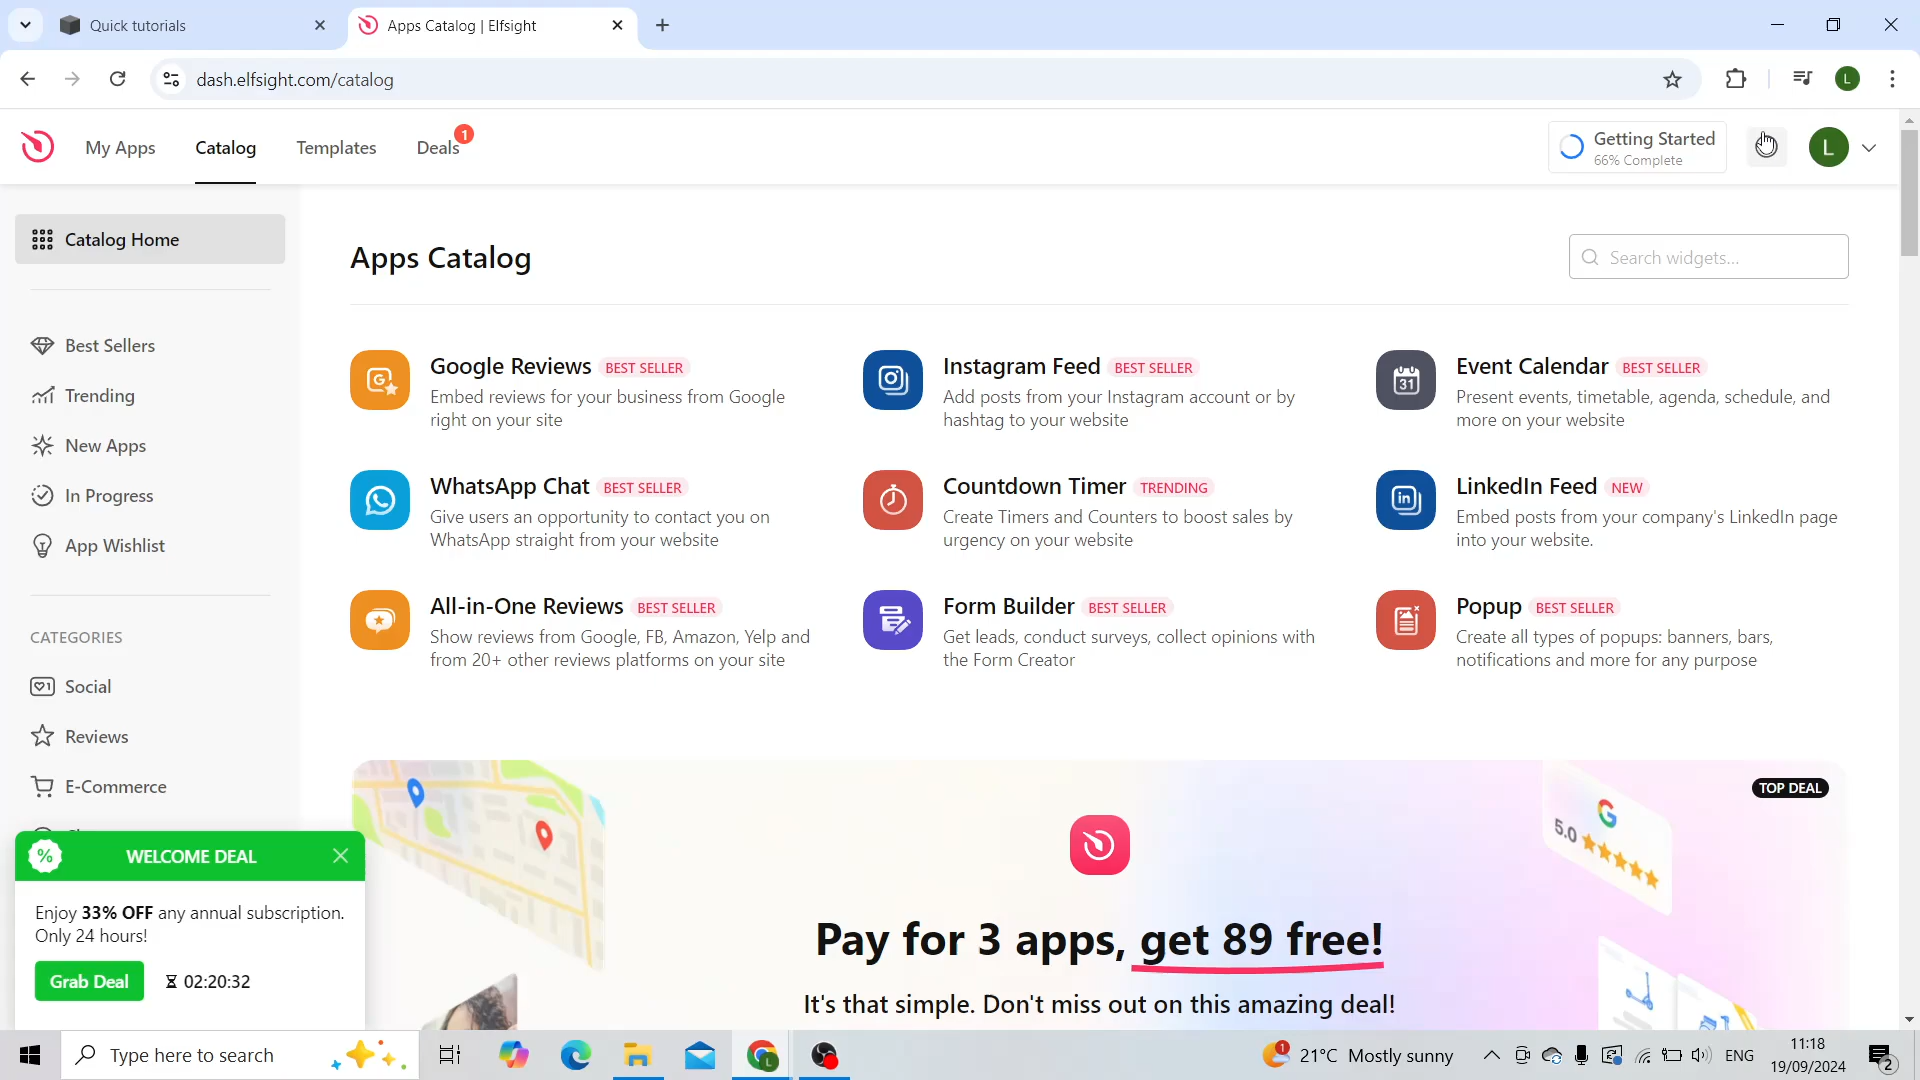 Quick tutorials
Apps Catalog | Elfsight
dash.elfsight.com/catalog
L
My Apps
Catalog
Templates
Deals
1
Getting Started
66% Complete
L
Catalog Home
Best Sellers
Trending
New Apps
In Progress
App Wishlist
CATEGORIES
Social
Reviews
E-Commerce
Apps Catalog
Search widgets...
Google Reviews BEST SELLER
Embed reviews for your business from Google
right on your site
Instagram Feed BEST SELLER
Add posts from your Instagram account or by
hashtag to your website
31
Event Calendar BEST SELLER
Present events, timetable, agenda, schedule, and
more on your website
WhatsApp Chat BEST SELLER
Give users an opportunity to contact you on
WhatsApp straight from your website
Countdown Timer TRENDING
Create Timers and Counters to boost sales by
urgency on your website
in
LinkedIn Feed NEW
Embed posts from your company's LinkedIn page
into your website.
All-in-One Reviews BEST SELLER
Show reviews from Google, FB, Amazon, Yelp and
from 20+ other reviews platforms on your site
Form Builder BEST SELLER
Get leads, conduct surveys, collect opinions with
the Form Creator
Popup BEST SELLER
Create all types of popups: banners, bars,
notifications and more for any purpose
TOP DEAL
5.0
Pay for 3 apps, get 89 free!
It's that simple. Don't miss out on this amazing deal!
% WELCOME DEAL
Enjoy 33% OFF any annual subscription.
Only 24 hours!
Grab Deal
02:20:32
Type here to search
L
1
21°C Mostly sunny
ENG
11:18
19/09/2024
2